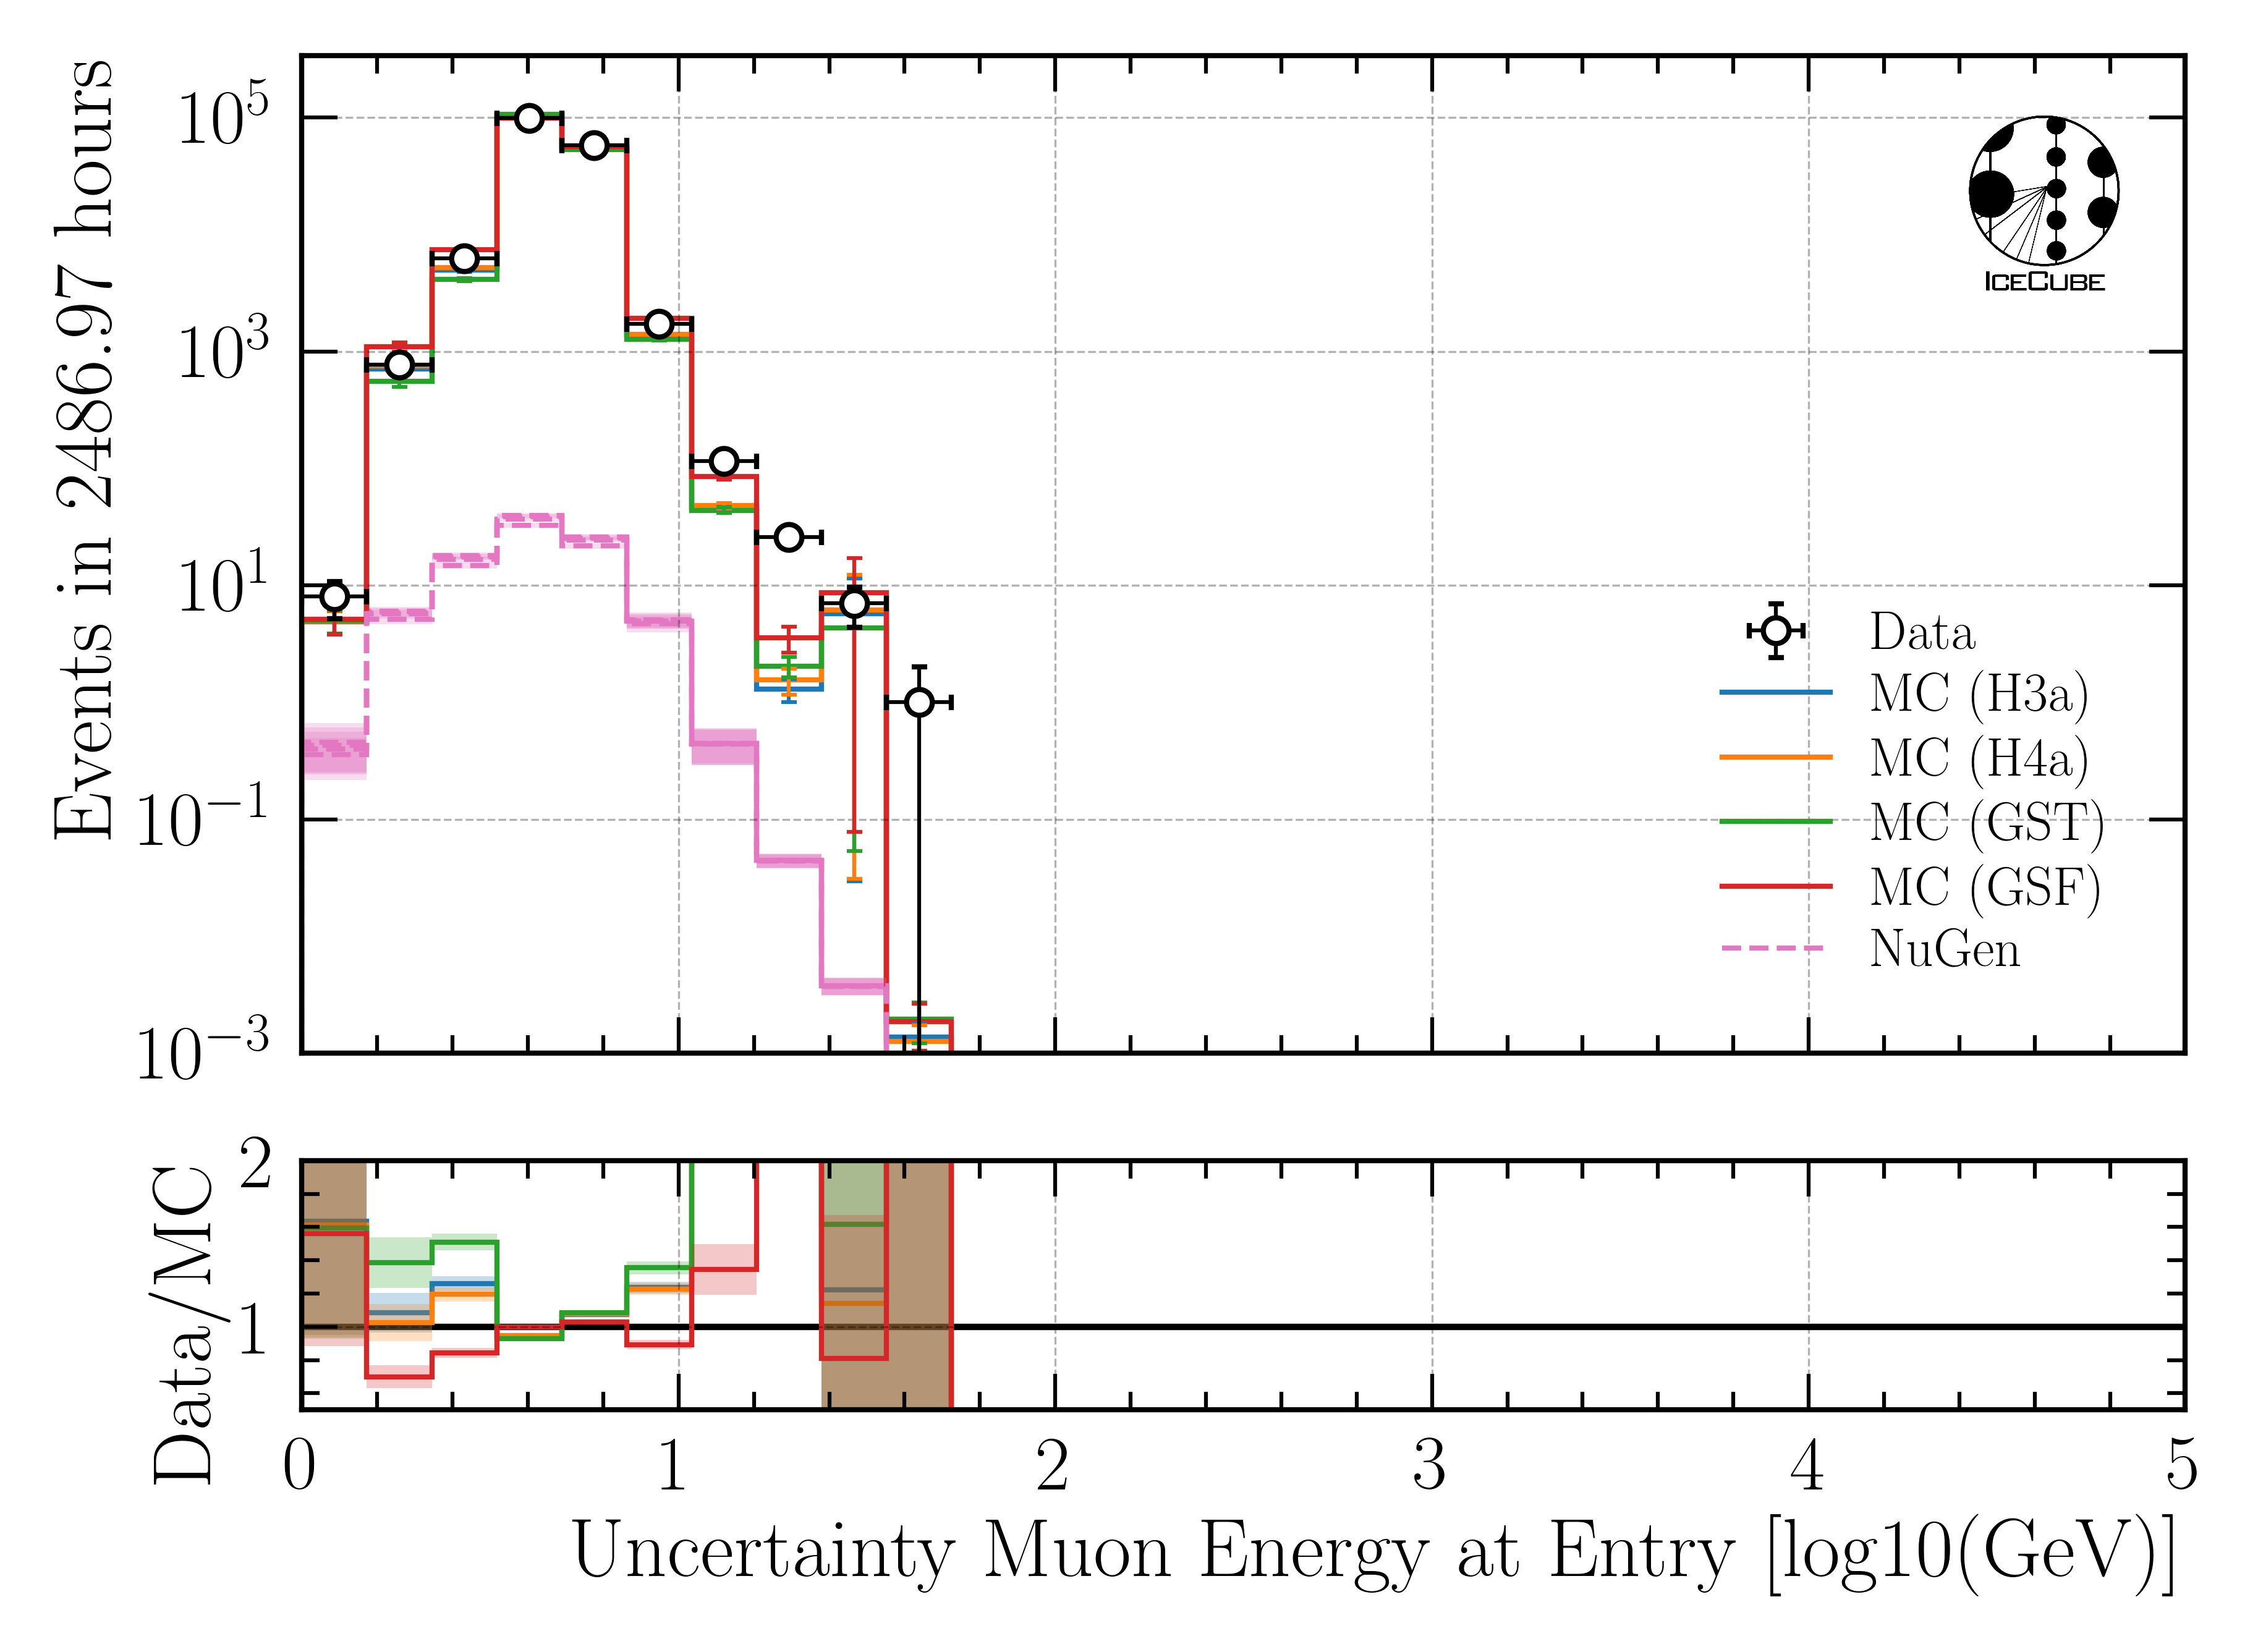 Events in 2486.97 hours
10^5
10^3
10^1
10^−1
10^−3
ICECUBE
Data
MC (H3a)
MC (H4a)
MC (GST)
MC (GSF)
NuGen
Data/MC
2
1
0 1 2 3 4 5
Uncertainty Muon Energy at Entry [log10(GeV)]